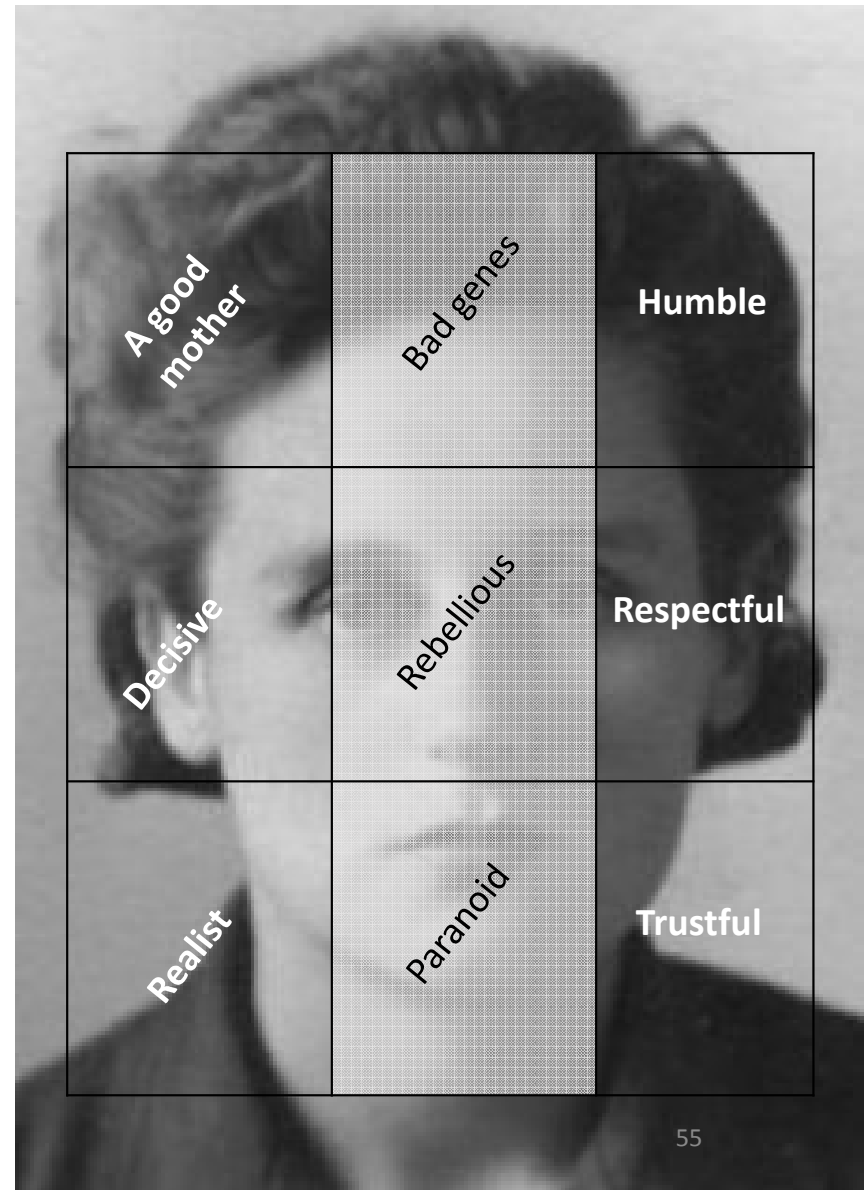 A good
mother
Bad genes
Humble
Decisive
Rebellious
Respectful
Realist
Paranoid
Trustful
55